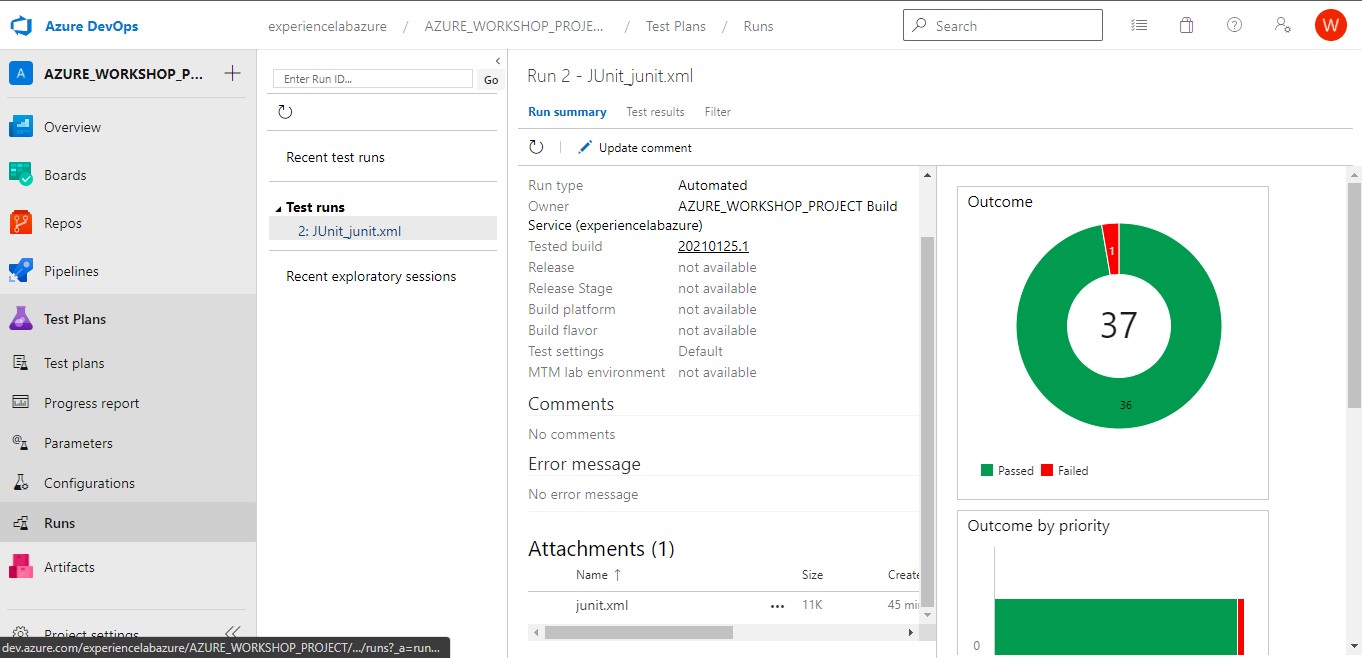 Azure DevOps
experiencelabazure / AZURE_WORKSHOP_PROJE... / Test Plans / Runs
Search
W
A AZURE_WORKSHOP_P...
Overview
Boards
Repos
Pipelines
Test Plans
Test plans
Progress report
Parameters
Configurations
Runs
Artifacts
Project settings
dev.azure.com/experiencelabazure/AZURE_WORKSHOP_PROJECT/.../runs?_a=run...
Enter Run ID... Go
Recent test runs
Test runs
2: JUnit_junit.xml
Recent exploratory sessions
Run 2 - JUnit_junit.xml
Run summary Test results Filter
Update comment
Run type Automated
Owner AZURE_WORKSHOP_PROJECT Build
Service (experiencelabazure)
Tested build 20210125.1
Release not available
Release Stage not available
Build platform not available
Build flavor not available
Test settings Default
MTM lab environment not available
Comments
No comments
Error message
No error message
Attachments (1)
Name ↑ Size Create
junit.xml ... 11K 45 mi
Outcome
1
37
36
Passed Failed
Outcome by priority
0